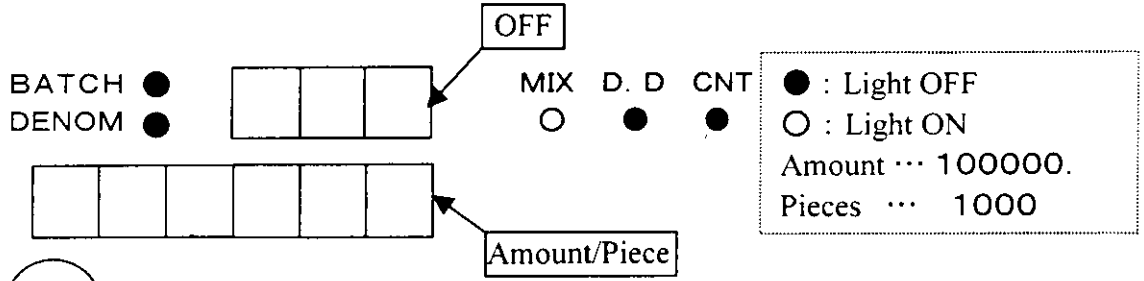 OFF
BATCH ● MIX D. D CNT ● : Light OFF
DENOM ● ○ ● ● ○ : Light ON
Amount ··· 100000.
Pieces ··· 1000
Amount/Piece